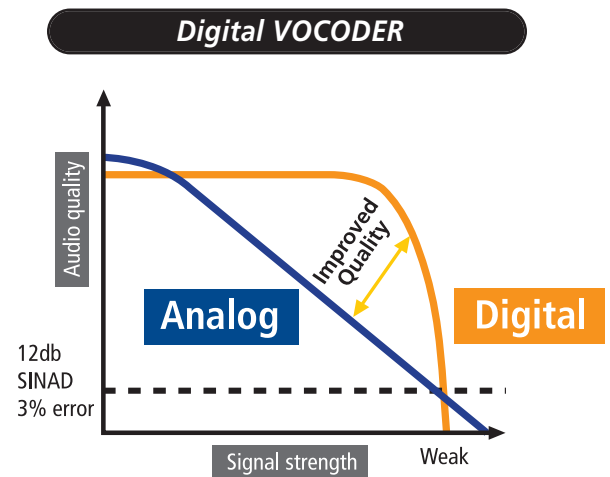 Digital VOCODER
Audio quality
Improved
Quality
Analog
Digital
12db
SINAD
3% error
Signal strength
Weak